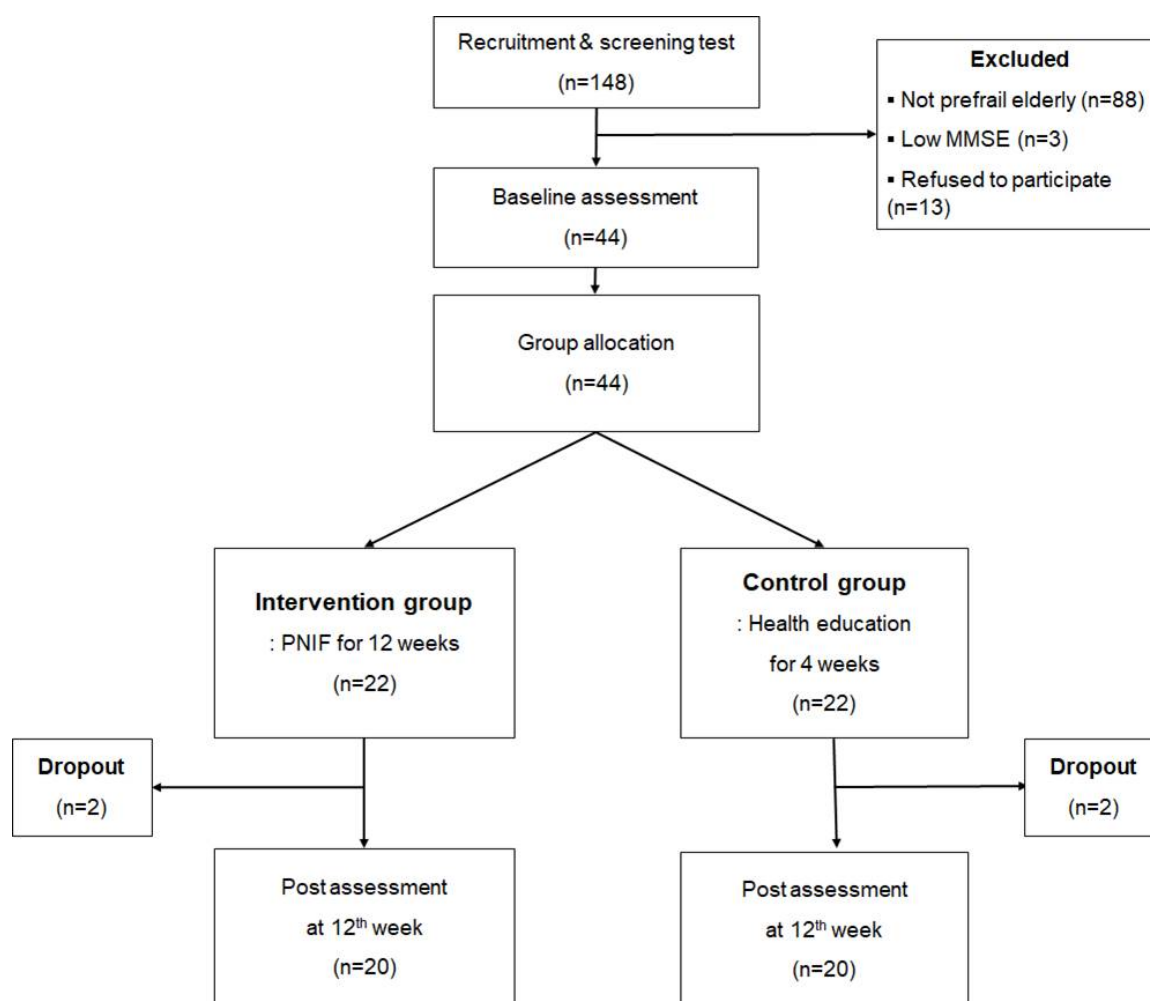 Recruitment & screening test
(n=148)
Excluded
▪ Not prefrail elderly (n=88)
▪ Low MMSE (n=3)
▪ Refused to participate
(n=13)
Baseline assessment
(n=44)
Group allocation
(n=44)
Intervention group
: PNIF for 12 weeks
(n=22)
Control group
: Health education
for 4 weeks
(n=22)
Dropout
(n=2)
Dropout
(n=2)
Post assessment
at 12th week
(n=20)
Post assessment
at 12th week
(n=20)